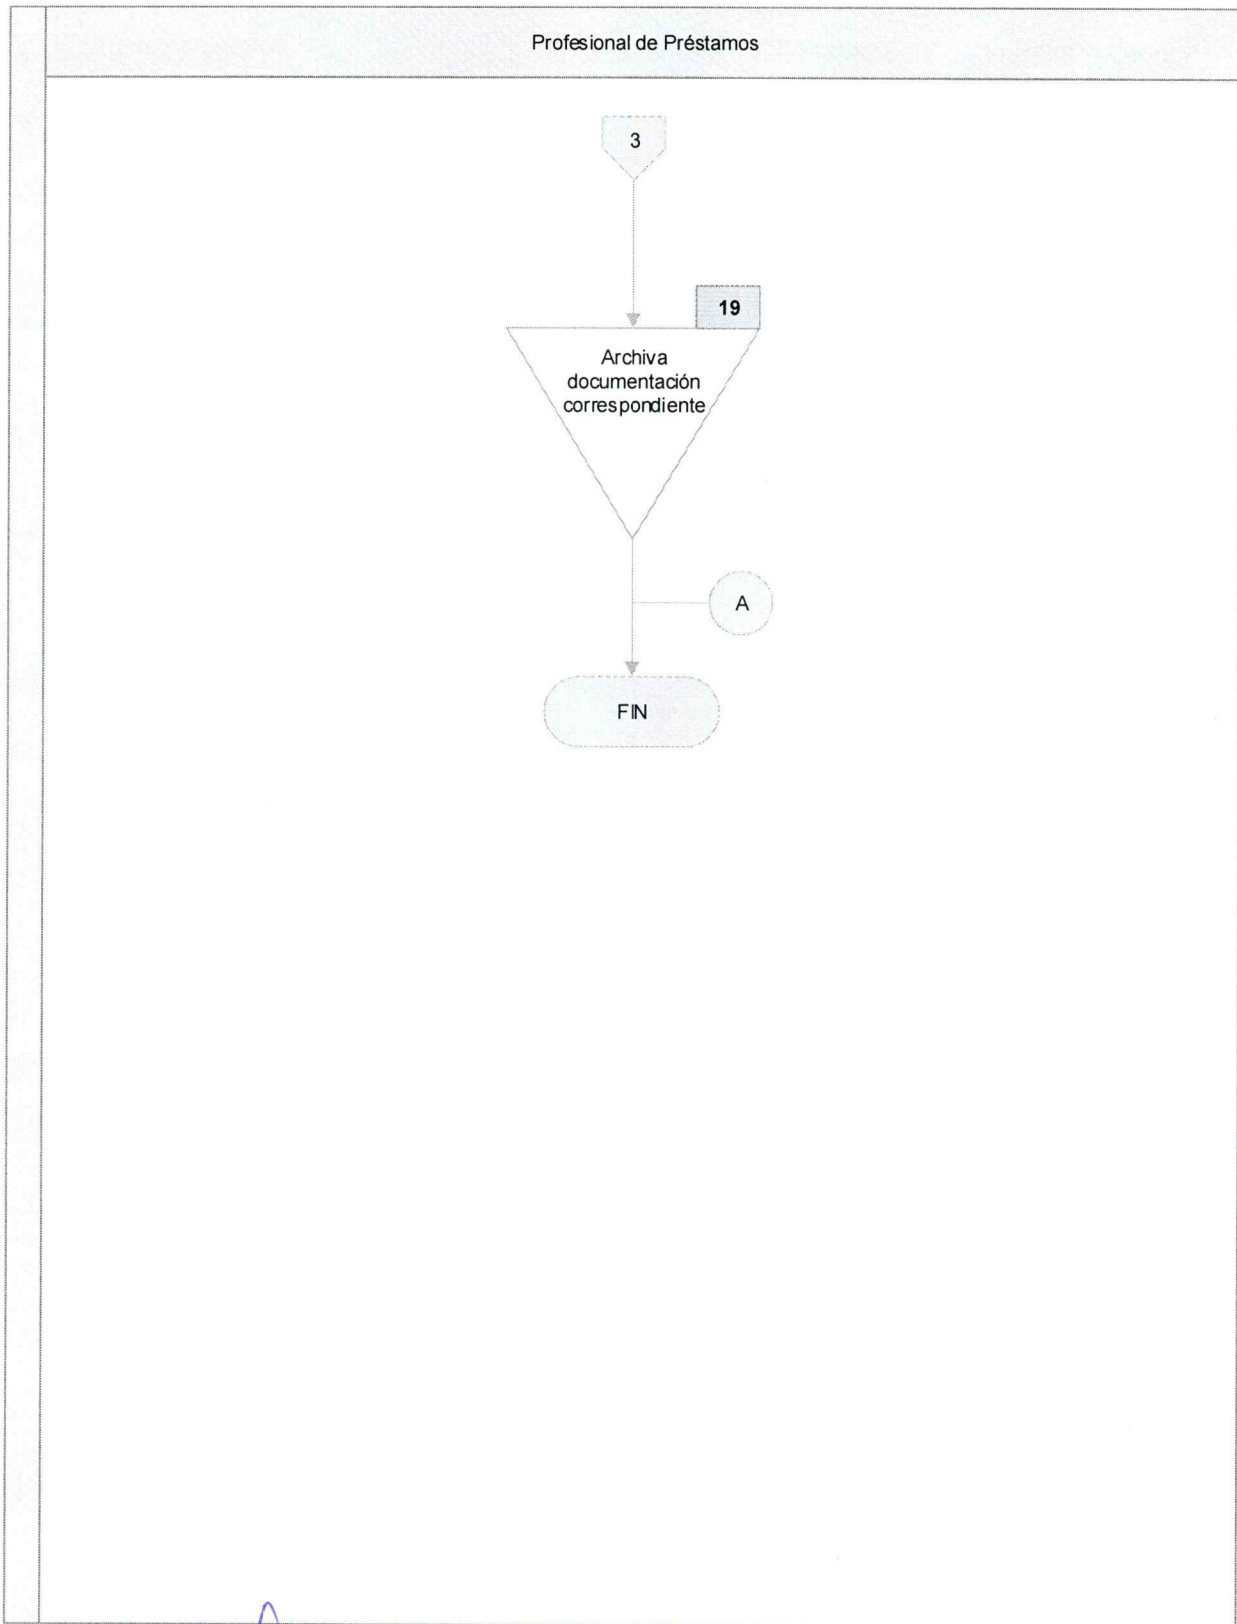 Profesional de Préstamos
3
19
Archiva
documentación
correspondiente
A
FIN